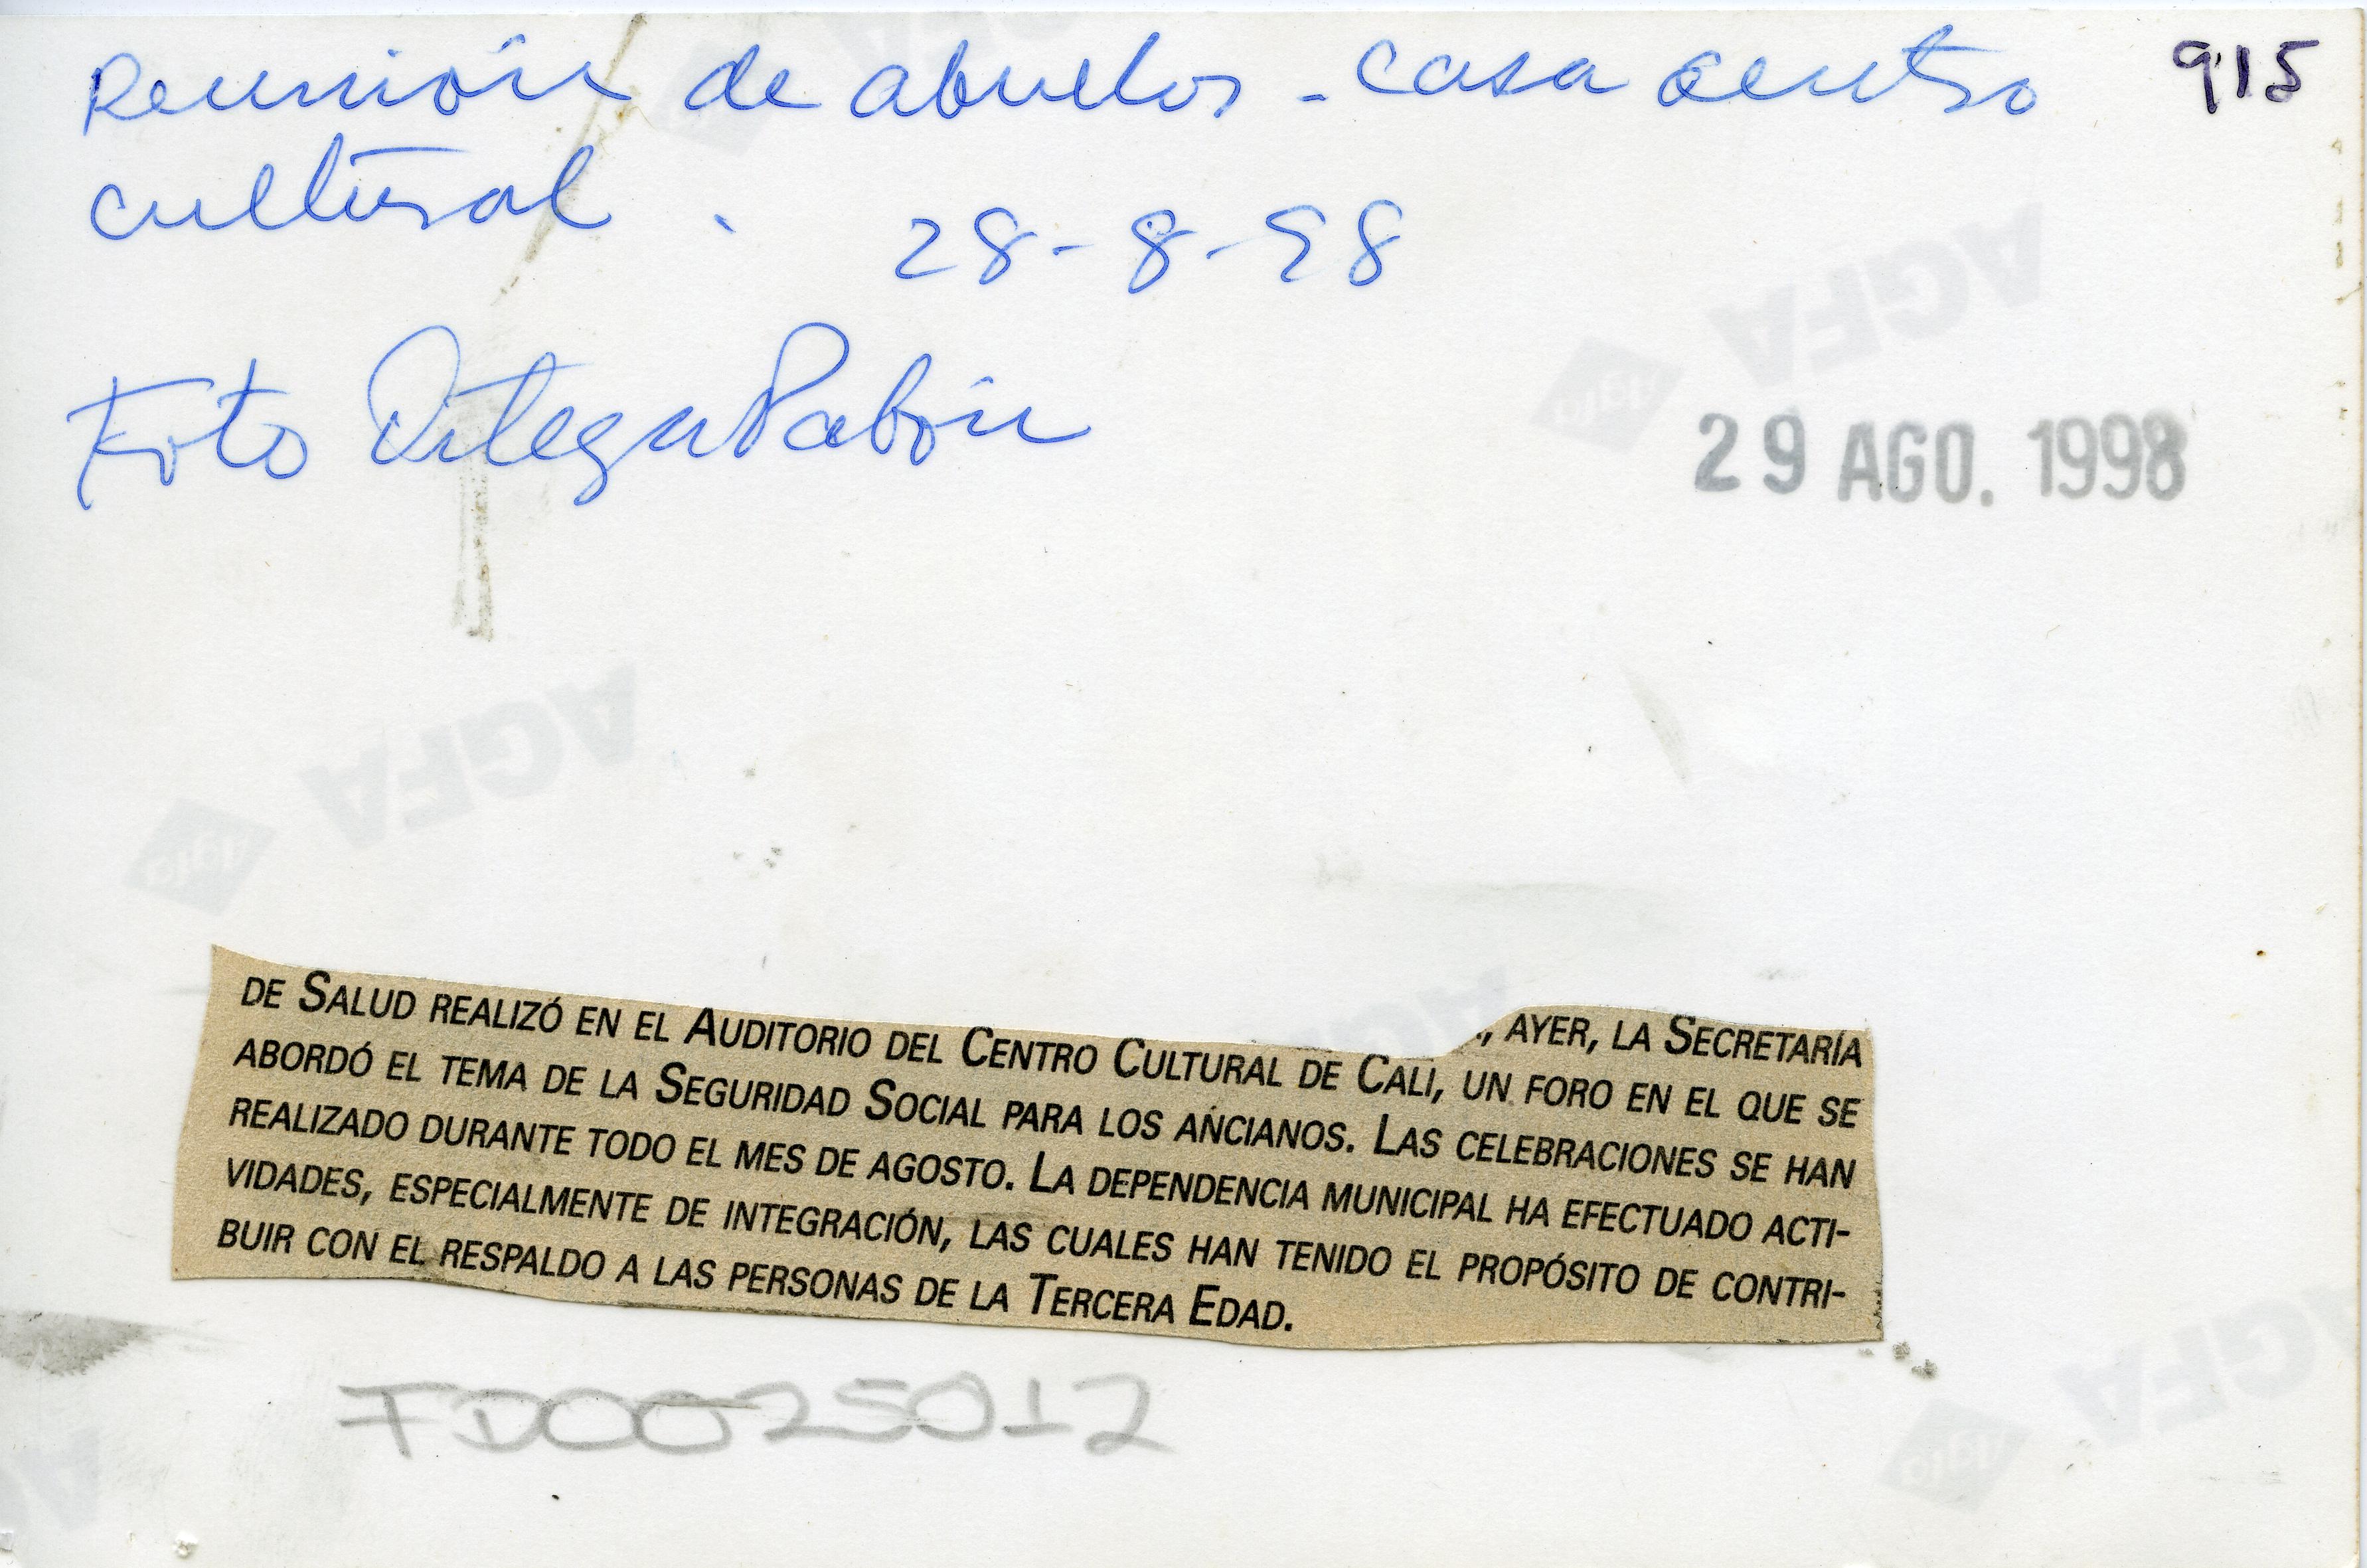 Reunión de abuelos - casa centro
cultural.
28-8-98
915
Foto Ortega Pabón
29 AGO. 1998
AGFA
AGFA
, AYER, LA SECRETARÍA
DE SALUD REALIZÓ EN EL AUDITORIO DEL CENTRO CULTURAL DE CALI, UN FORO EN EL QUE SE
ABORDÓ EL TEMA DE LA SEGURIDAD SOCIAL PARA LOS ANCIANOS. LAS CELEBRACIONES SE HAN
REALIZADO DURANTE TODO EL MES DE AGOSTO. LA DEPENDENCIA MUNICIPAL HA EFECTUADO ACTI-
VIDADES, ESPECIALMENTE DE INTEGRACIÓN, LAS CUALES HAN TENIDO EL PROPÓSITO DE CONTRI-
BUIR CON EL RESPALDO A LAS PERSONAS DE LA TERCERA EDAD.
FD0025012